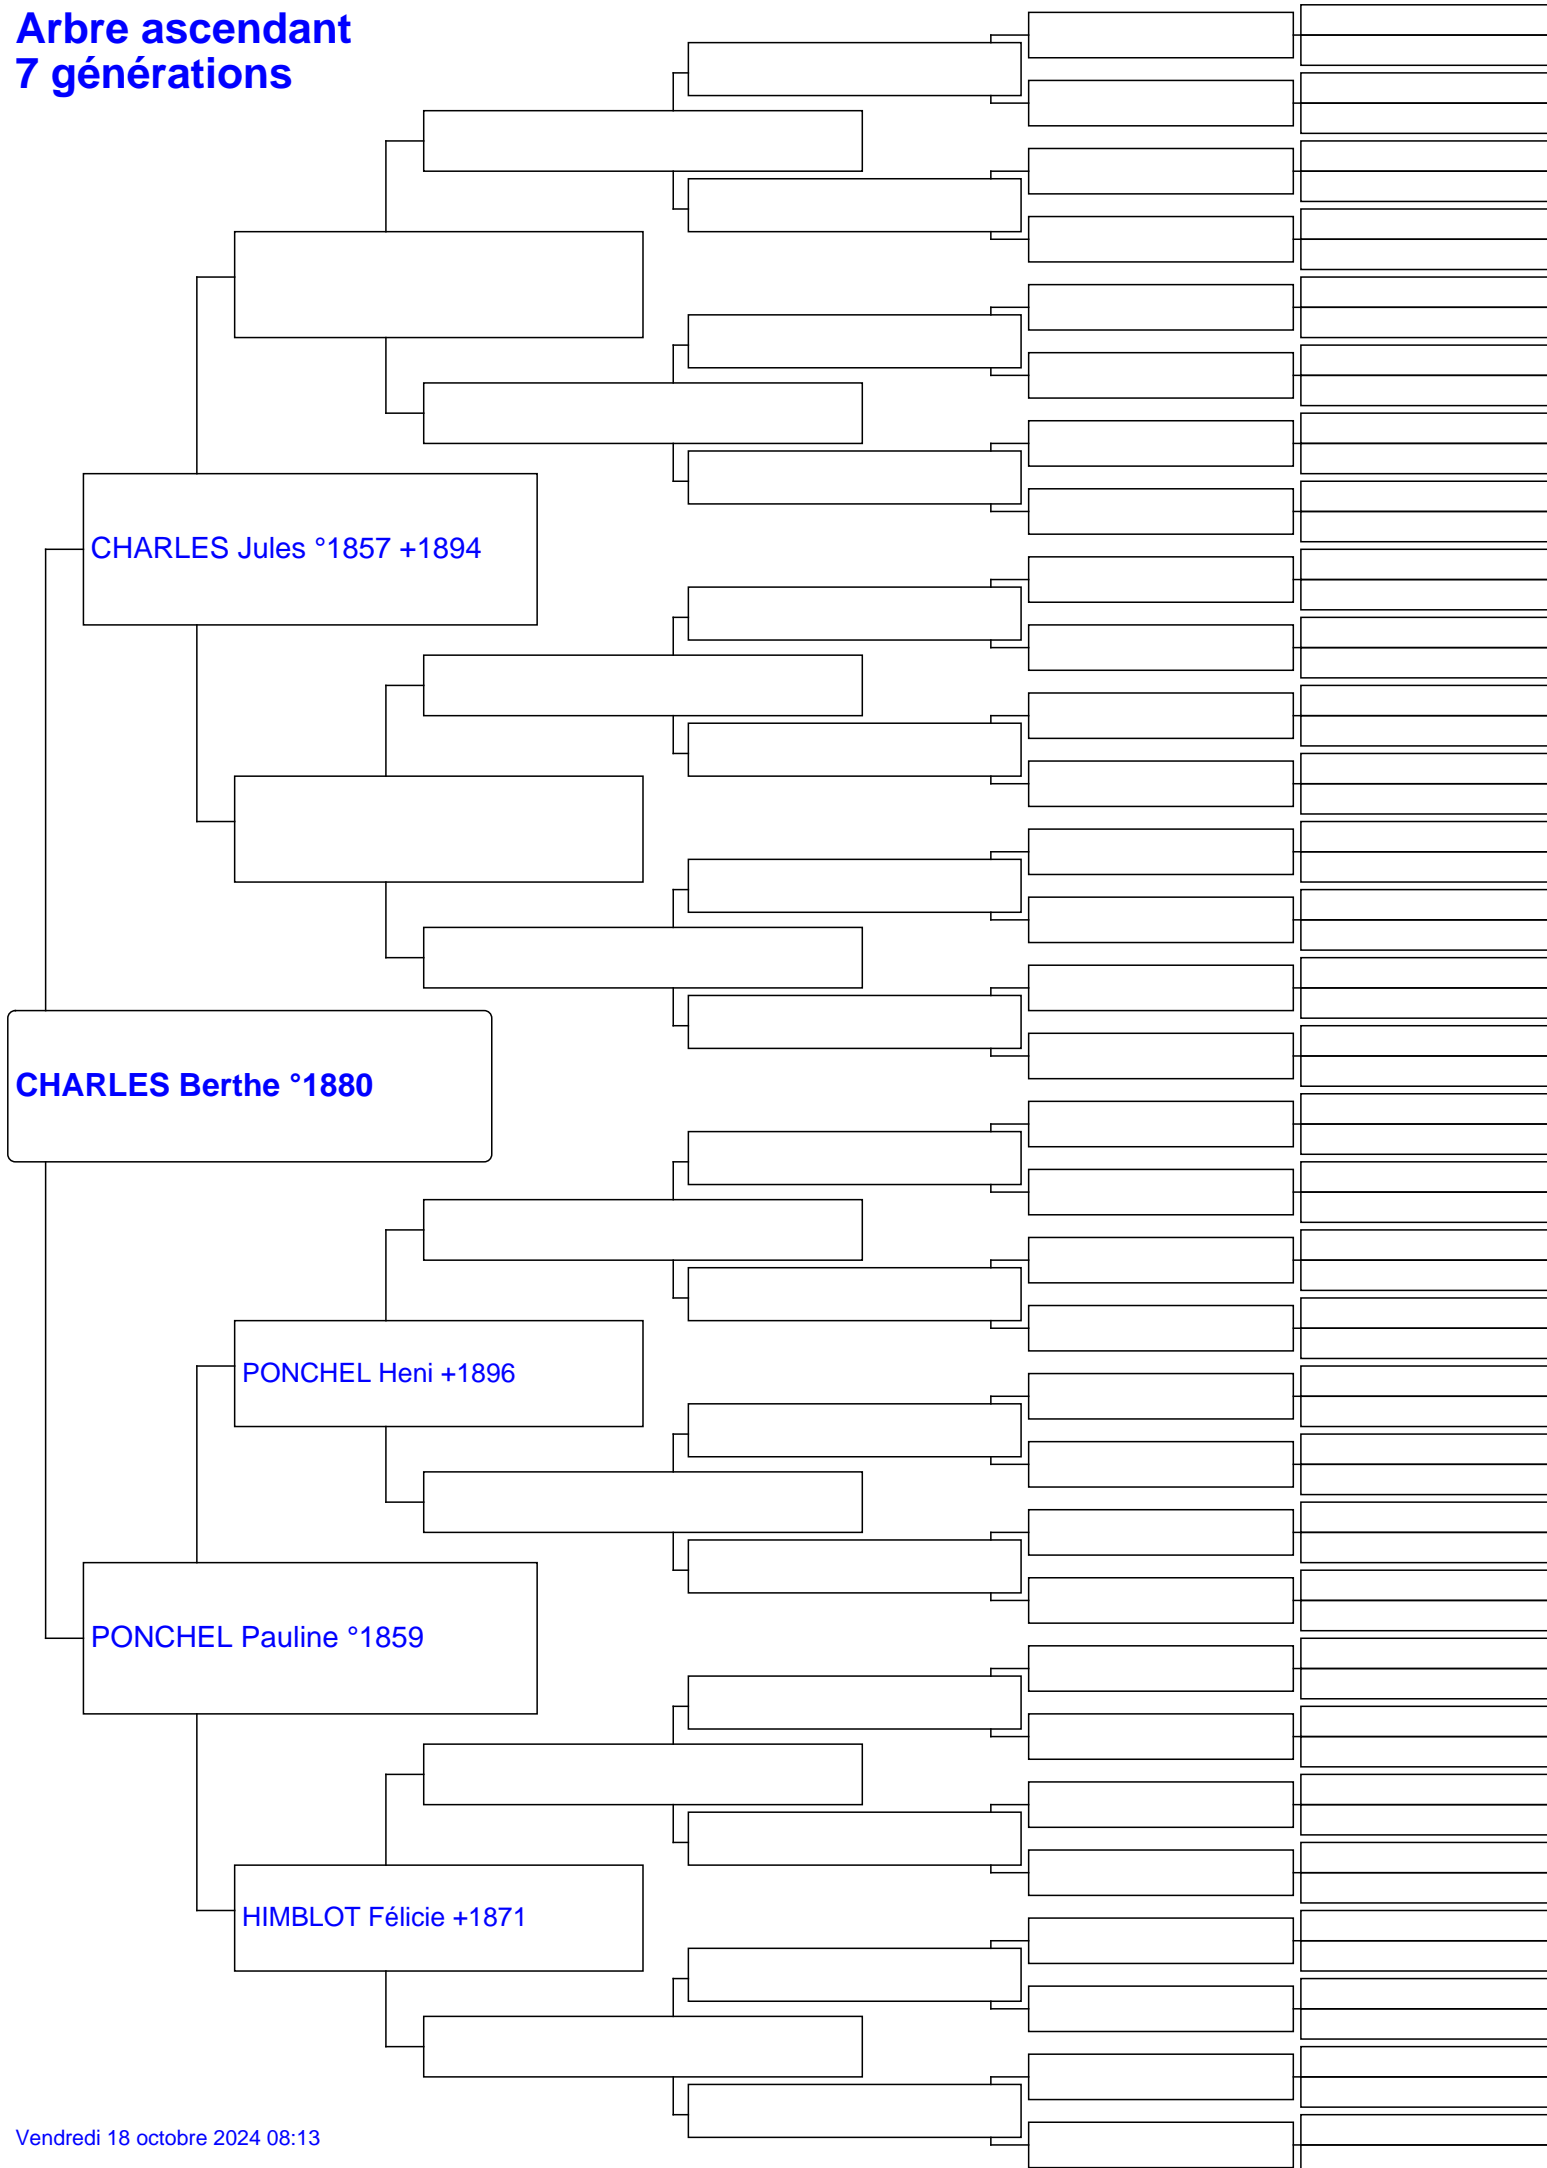 Arbre ascendant
7 générations
CHARLES Jules °1857 +1894
CHARLES Berthe °1880
PONCHEL Heni +1896
PONCHEL Pauline °1859
HIMBLOT Félicie +1871
Vendredi 18 octobre 2024 08:13